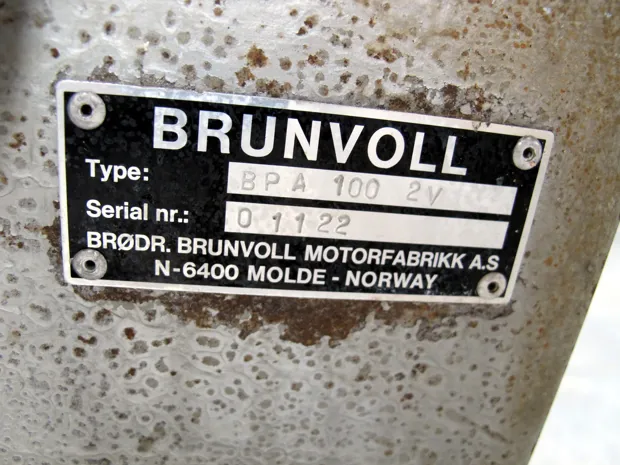 BRUNVOLL
Type: BPA 100 2V
Serial nr.: 01122
BRØDR. BRUNVOLL MOTORFABRIKK A.S
N-6400 MOLDE - NORWAY